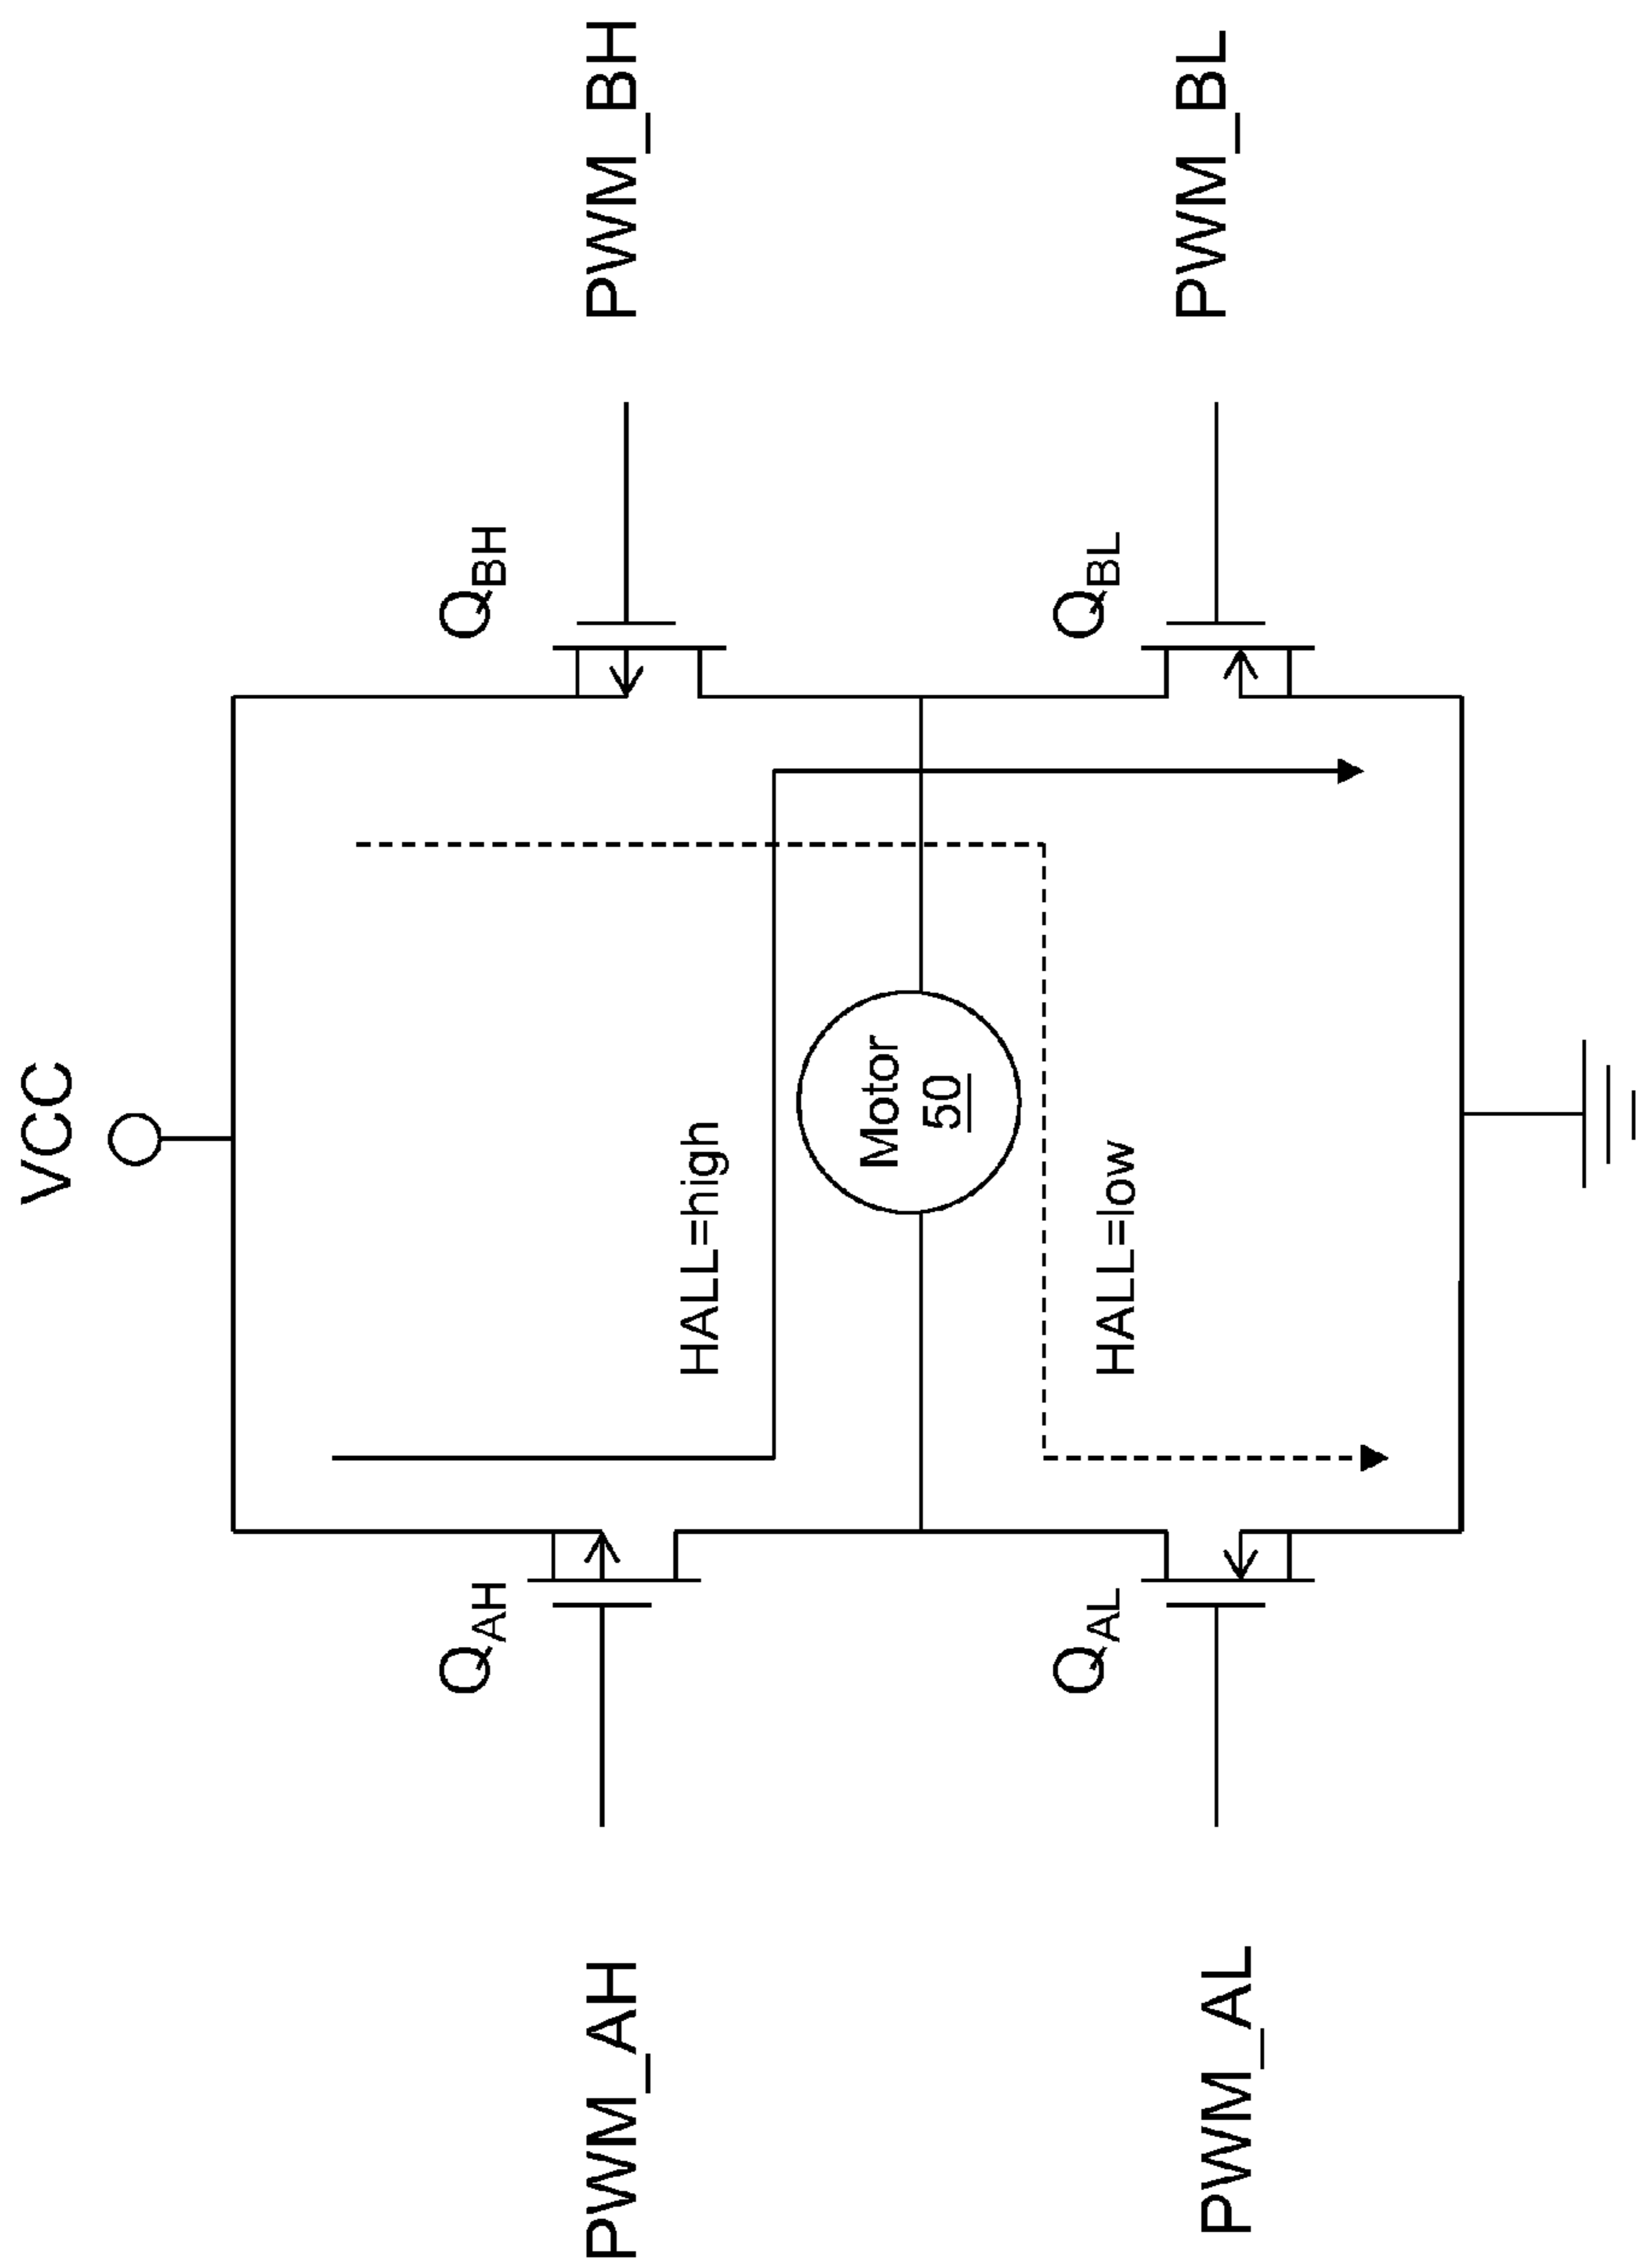 VCC
Q_AH
Q_BH
PWM_AH
PWM_BH
HALL=high
Motor
50
HALL=low
Q_AL
Q_BL
PWM_AL
PWM_BL